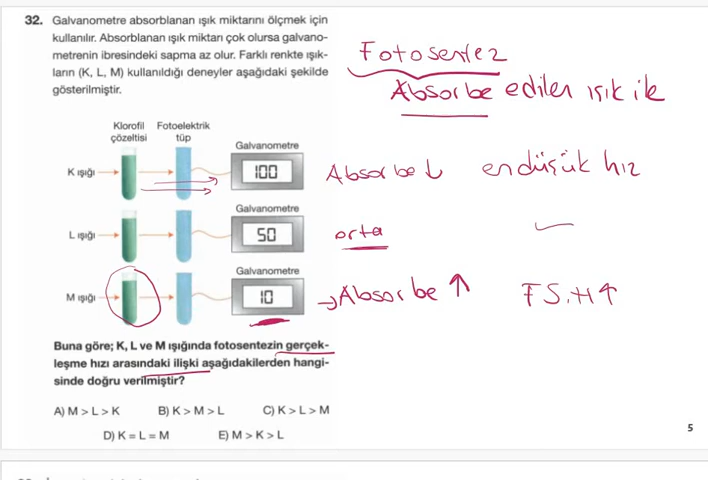 32. Galvanometre absorblanan ışık miktarını ölçmek için
kullanılır. Absorblanan ışık miktarı çok olursa galvano-
metrenin ibresindeki sapma az olur. Farklı renkte ışık-
ların (K, L, M) kullanıldığı deneyler aşağıdaki şekilde
gösterilmiştir.
Fotosentez
Absorbe edilen ışık ile
Klorofil Fotoelektrik
çözeltisi tüp
Galvanometre
K ışığı 100
Absorbe ↓ en düşük hız
Galvanometre
L ışığı 50
orta
Galvanometre
M ışığı 10
→Absorbe ↑ F.S.H↑
Buna göre; K, L ve M ışığında fotosentezin gerçek-
leşme hızı arasındaki ilişki aşağıdakilerden hangi-
sinde doğru verilmiştir?
A) M > L > K B) K > M > L C) K > L > M
D) K = L = M E) M > K > L
5